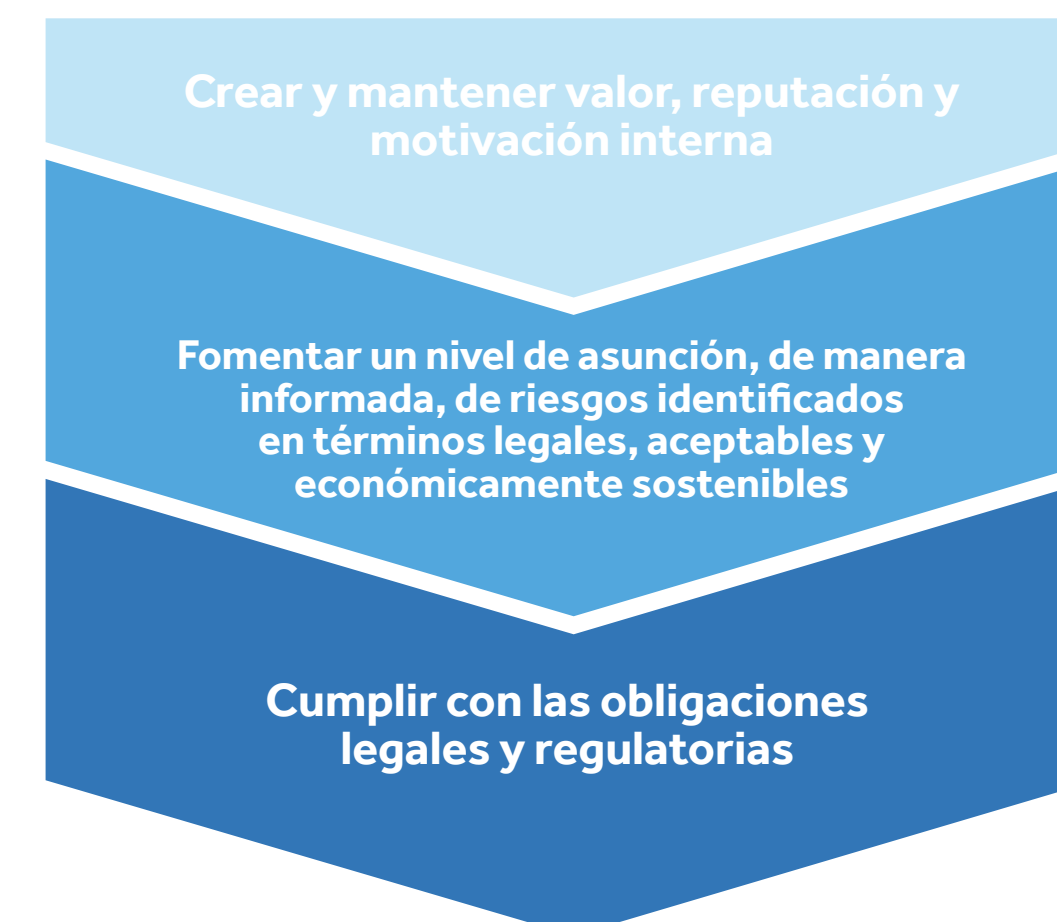 Crear y mantener valor, reputación y
motivación interna
Fomentar un nivel de asunción, de manera
informada, de riesgos identificados
en términos legales, aceptables y
económicamente sostenibles
Cumplir con las obligaciones
legales y regulatorias